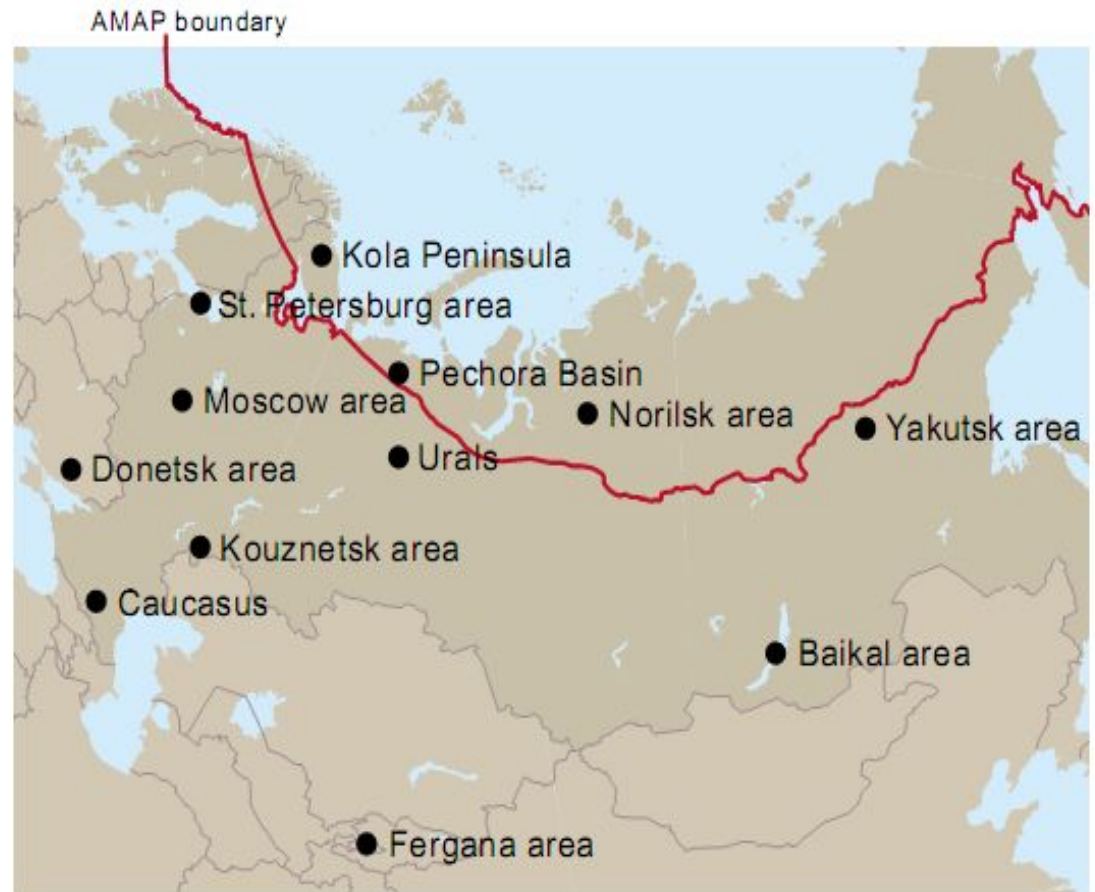 AMAP boundary
Kola Peninsula
St. Petersburg area
Pechora Basin
Moscow area
Norilsk area
Yakutsk area
Urals
Donetsk area
Kouznetsk area
Caucasus
Baikal area
Fergana area